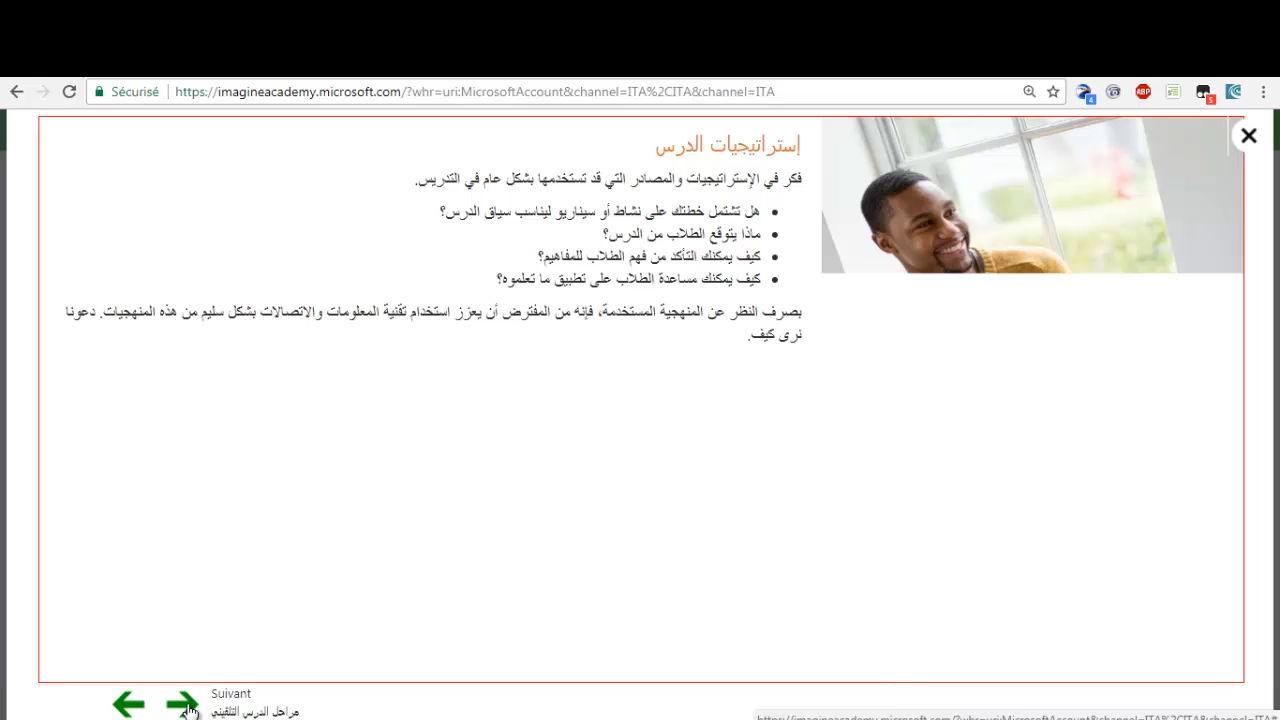 Sécurisé
https://imagineacademy.microsoft.com/?whr=uri:MicrosoftAccount&channel=ITA%2CITA&channel=ITA
4
ABP
5
إستراتيجيات الدرس
فكر في الإستراتيجيات والمصادر التي قد تستخدمها بشكل عام في التدريس.
• هل تشتمل خطتك على نشاط أو سيناريو ليناسب سياق الدرس؟
• ماذا يتوقع الطلاب من الدرس؟
• كيف يمكنك التأكد من فهم الطلاب للمفاهيم؟
• كيف يمكنك مساعدة الطلاب على تطبيق ما تعلموه؟
بصرف النظر عن المنهجية المستخدمة، فإنه من المفترض أن يعزز استخدام تقنية المعلومات والاتصالات بشكل سليم من هذه المنهجيات. دعونا
نرى كيف.
Suivant
مراحل الدرس التلقيني